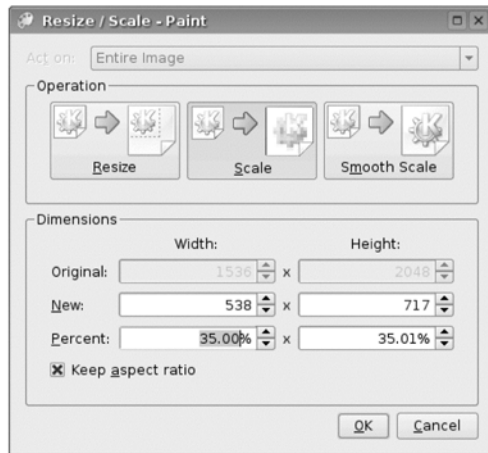 Resize / Scale - Paint
Act on: Entire Image
Operation
Resize Scale Smooth Scale
Dimensions
Width: Height:
Original: 1536 x 2048
New: 538 x 717
Percent: 35.00% x 35.01%
Keep aspect ratio
OK Cancel